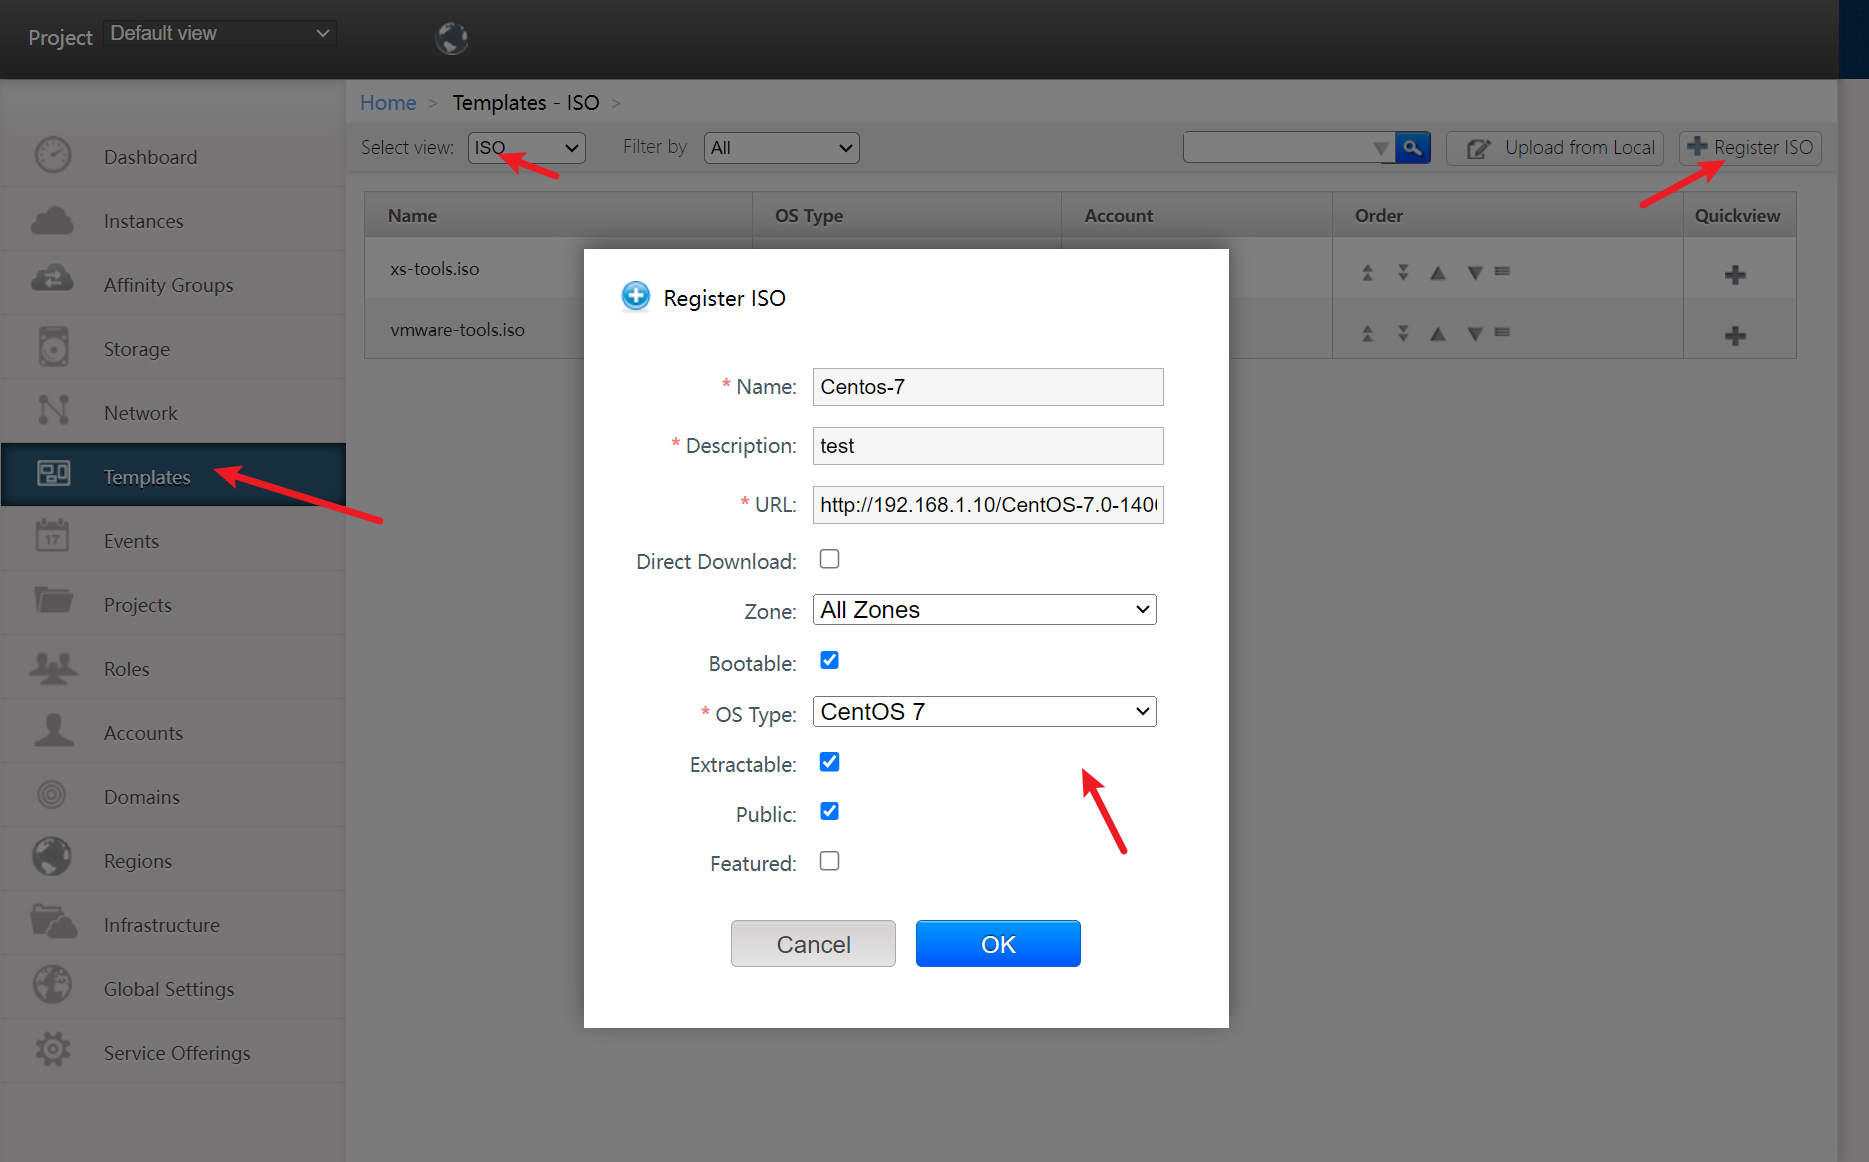 Project Default view
Home > Templates - ISO >
Select view: ISO Filter by All Upload from Local Register ISO
Dashboard
Instances
Affinity Groups
Storage
Network
Templates
Events
17
Projects
Roles
Accounts
Domains
Regions
Infrastructure
Global Settings
Service Offerings
Name OS Type Account Order Quickview
xs-tools.iso
vmware-tools.iso
Register ISO
* Name: Centos-7
* Description: test
* URL: http://192.168.1.10/CentOS-7.0-140
Direct Download:
Zone: All Zones
Bootable:
* OS Type: CentOS 7
Extractable:
Public:
Featured:
Cancel OK